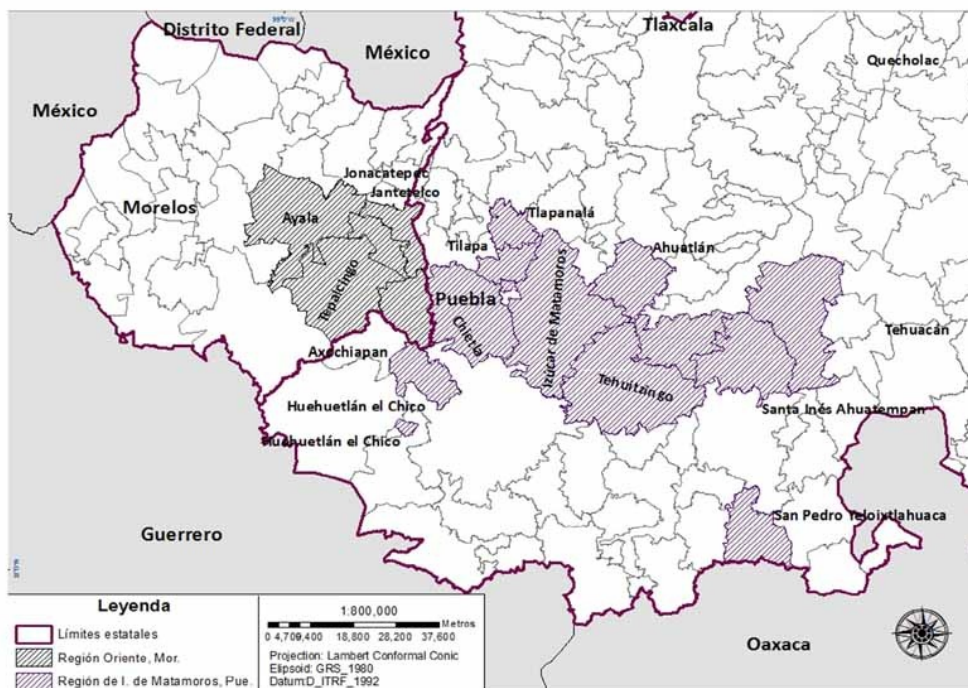 Distrito Federal
Tlaxcala
México
Quecholac
México
Jonacatepec
Jantetelco
Morelos
Ayala
Tlapanalá
Tilapa
Ahuatlán
Tepalcingo
Puebla
Chietla
Izúcar de Matamoros
Tehuacán
Axochiapan
Tehuitzingo
Huehuetlán el Chico
Santa Inés Ahuatempan
Huehuetlán el Chico
San Pedro Yeloixtlahuaca
Guerrero
Oaxaca
Leyenda
Límites estatales
Región Oriente, Mor.
Región de I. de Matamoros, Pue.
1:800,000
Metros
0 4,700 9,400 18,800 28,200 37,600
Projection: Lambert Conformal Conic
Elipsoid: GRS_1980
Datum:D_ITRF_1992